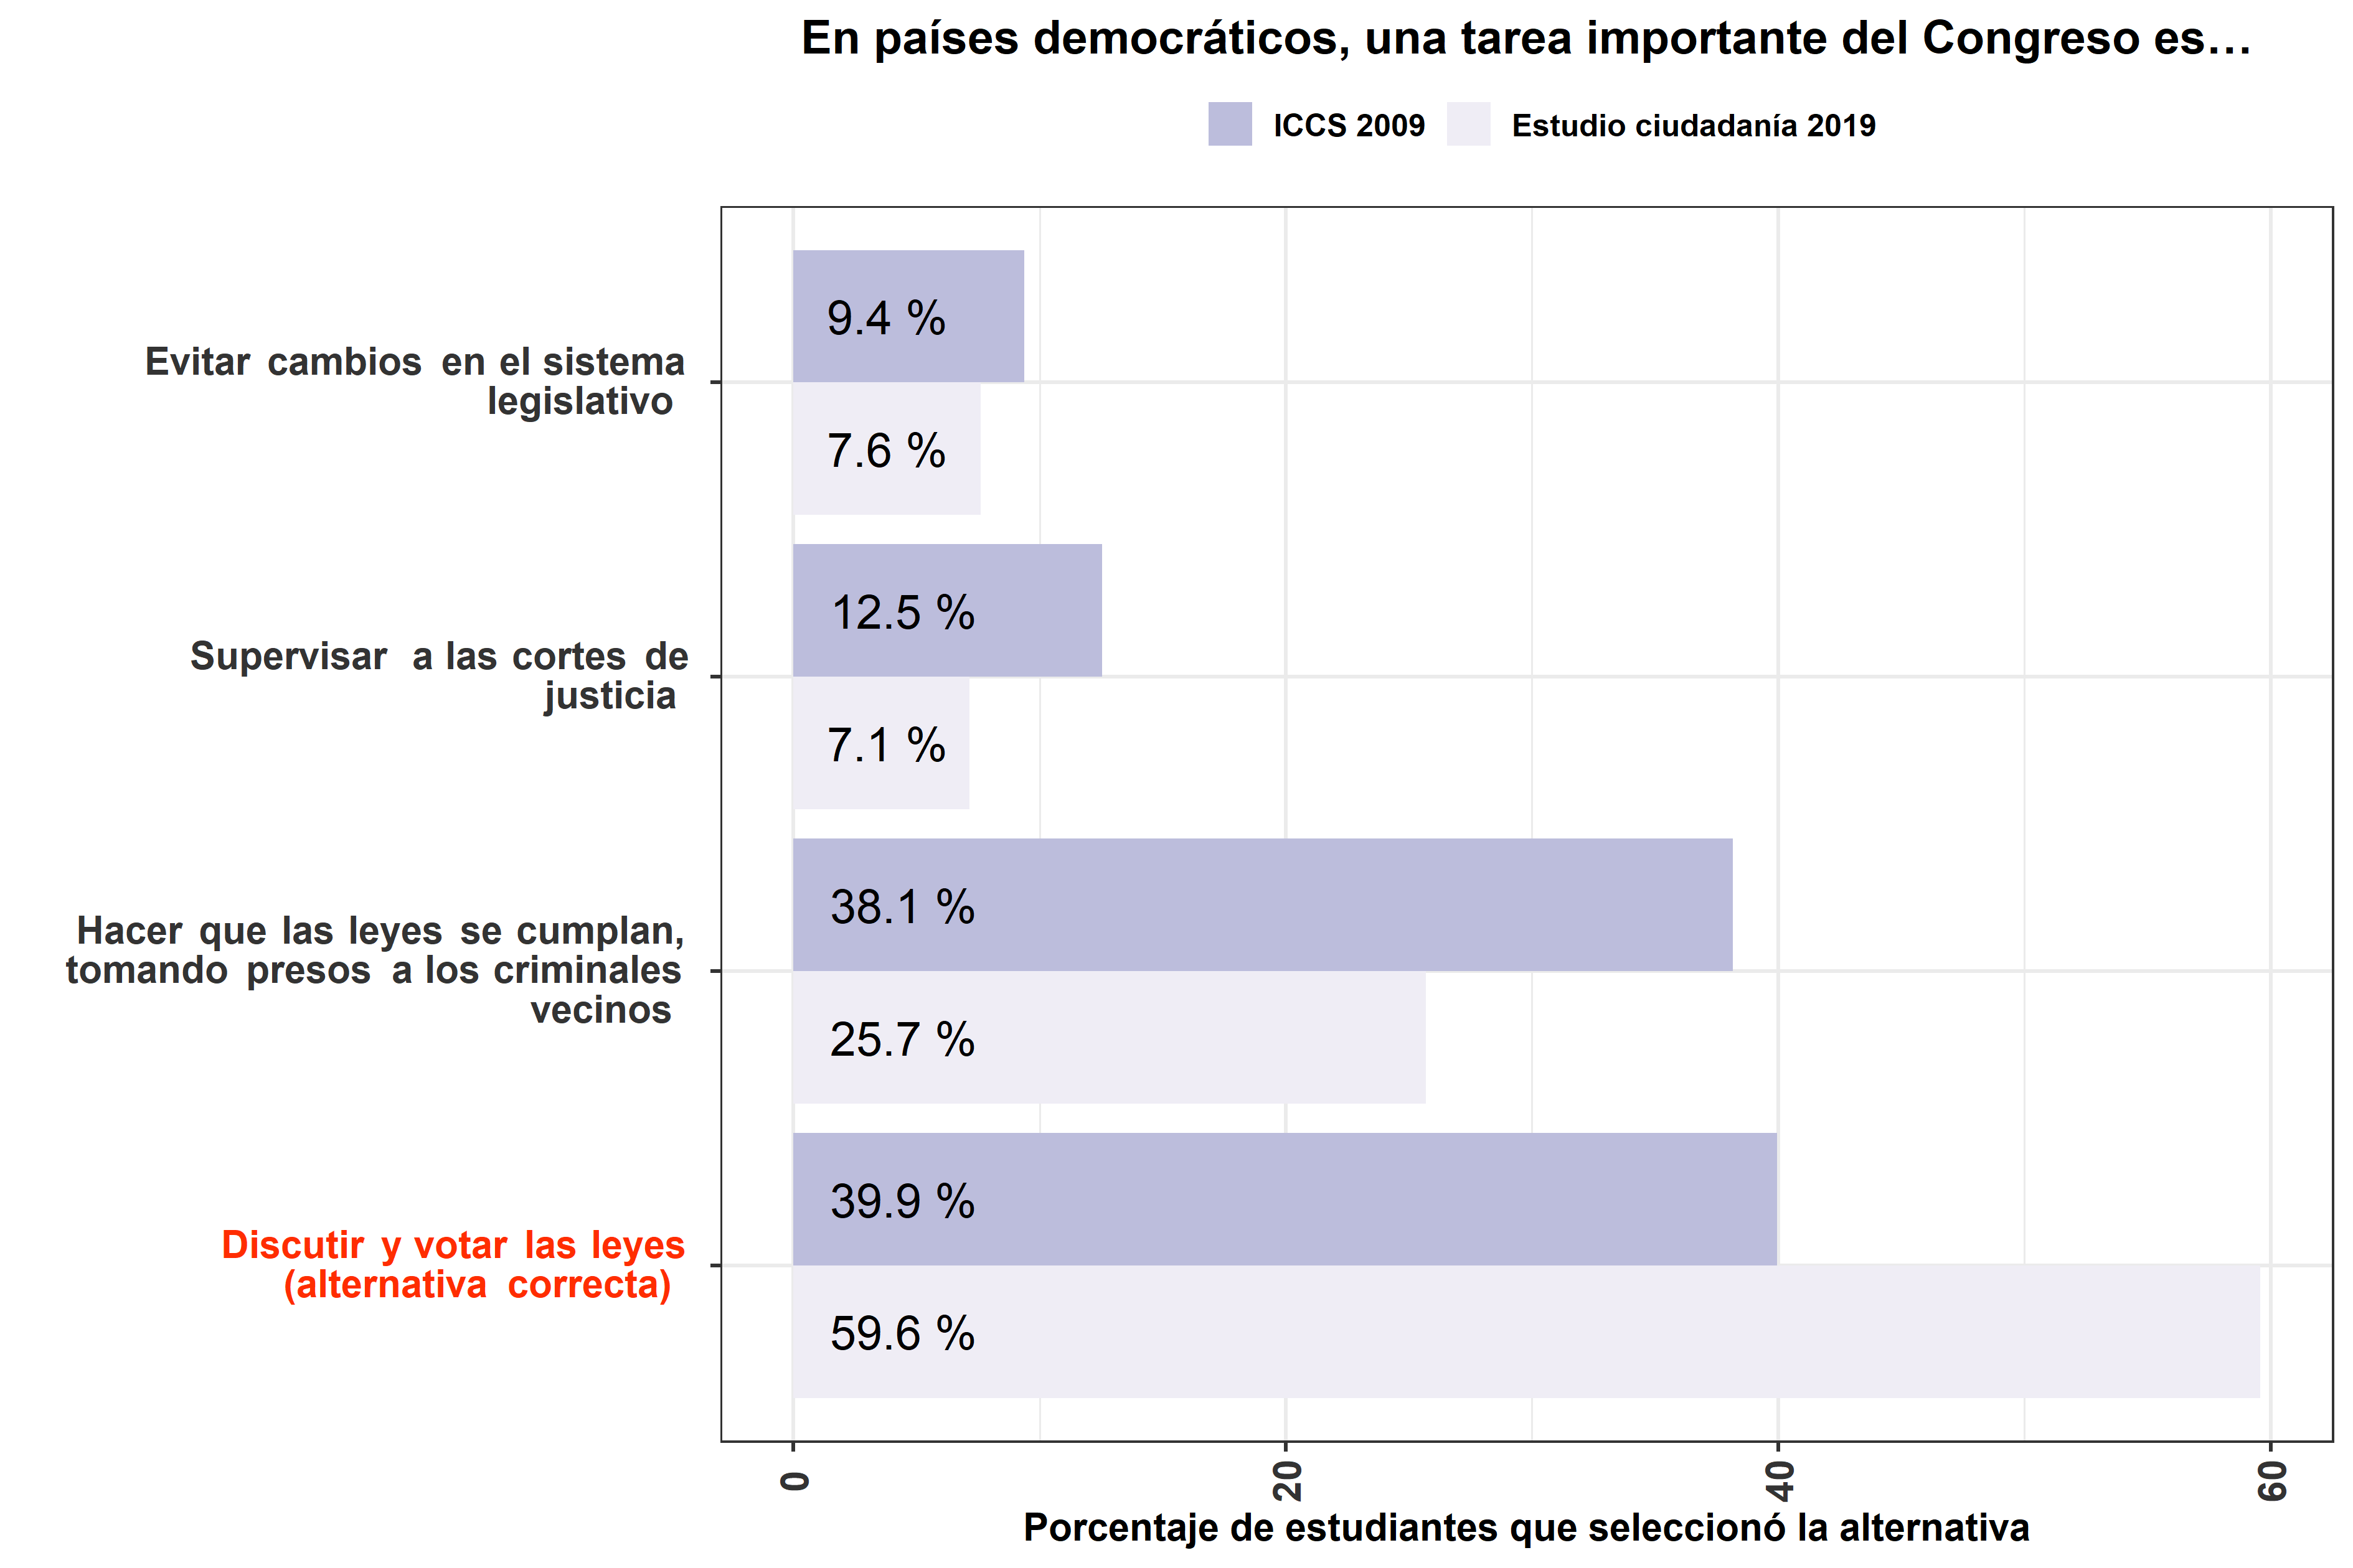 En países democráticos, una tarea importante del Congreso es…
ICCS 2009
Estudio ciudadanía 2019
Evitar cambios en el sistema
legislativo
9.4 %
7.6 %
Supervisar a las cortes de
justicia
12.5 %
7.1 %
Hacer que las leyes se cumplan,
tomando presos a los criminales
vecinos
38.1 %
25.7 %
Discutir y votar las leyes
(alternativa correcta)
39.9 %
59.6 %
0
20
40
60
Porcentaje de estudiantes que seleccionó la alternativa